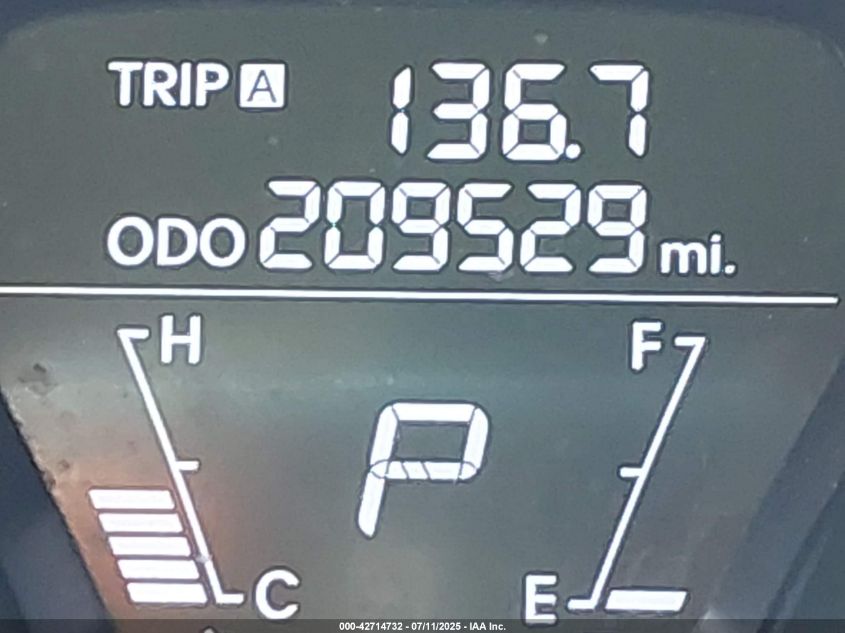 TRIP A 136.7
ODO 209529 mi.
H F
P
C E
000-42714732 - 07/11/2025 - IAA Inc.